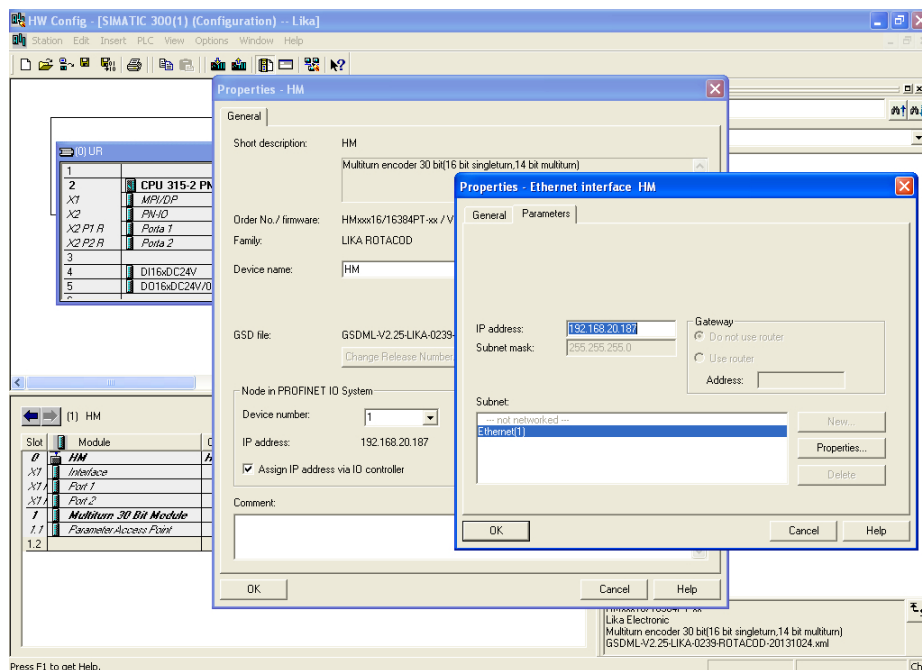 HW Config - [SIMATIC 300(1) (Configuration) -- Lika]
Station Edit Insert PLC View Options Window Help
(0) UR
1
2 CPU 315-2 PN
X1 MPI/DP
X2 PN-IO
X2 P1 R Porta 1
X2 P2 R Porta 2
3
4 DI16xDC24V
5 DO16xDC24V/0
Properties - HM
General
Short description: HM
Multiturn encoder 30 bit(16 bit singleturn,14 bit multiturn)
Order No./ firmware: HMxxx16/16384PT-xx / V
Family: LIKA ROTACOD
Device name: HM
GSD file: GSDML-V2.25-LIKA-0239-
Change Release Number
Node in PROFINET IO System
Device number: 1
IP address: 192.168.20.187
Assign IP address via IO controller
Comment:
OK Cancel Help
Properties - Ethernet interface HM
General Parameters
IP address: 192.168.20.187
Subnet mask: 255.255.255.0
Gateway
Do not use router
Use router
Address:
Subnet:
--- not networked ---
Ethernet(1)
New...
Properties...
Delete
OK Cancel Help
(1) HM
Slot Module
0 HM
X1 Interface
X1 Port 1
X1 Port 2
1 Multiturn 30 Bit Module
1.1 Parameter Access Point
1.2
HMxxx16/16384PT-xx
Lika Electronic
Multiturn encoder 30 bit(16 bit singleturn,14 bit multiturn)
GSDML-V2.25-LIKA-0239-ROTACOD-20131024.xml
Press F1 to get Help.
Ch